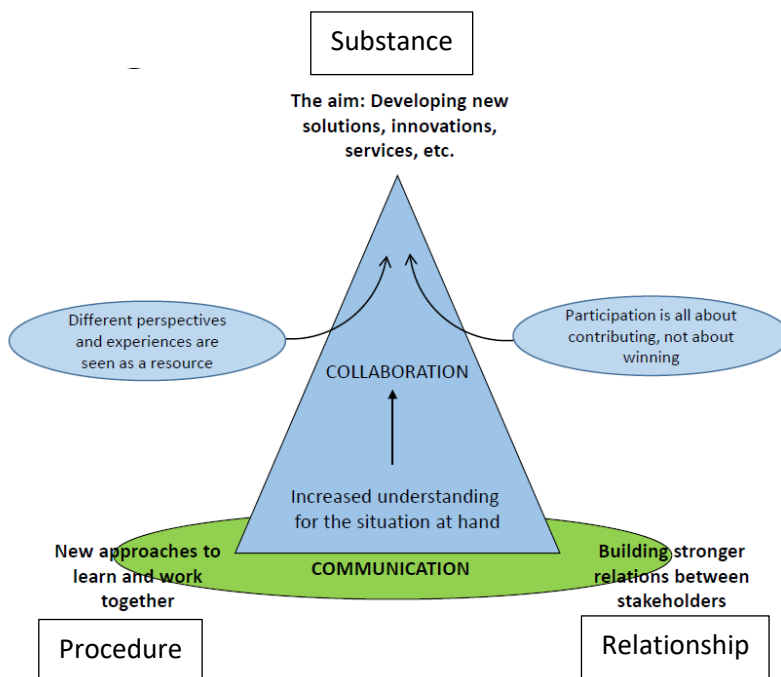 Substance
The aim: Developing new
solutions, innovations,
services, etc.
Different perspectives
and experiences are
seen as a resource
Participation is all about
contributing, not about
winning
COLLABORATION
Increased understanding
for the situation at hand
New approaches to
learn and work
together
COMMUNICATION
Building stronger
relations between
stakeholders
Procedure
Relationship